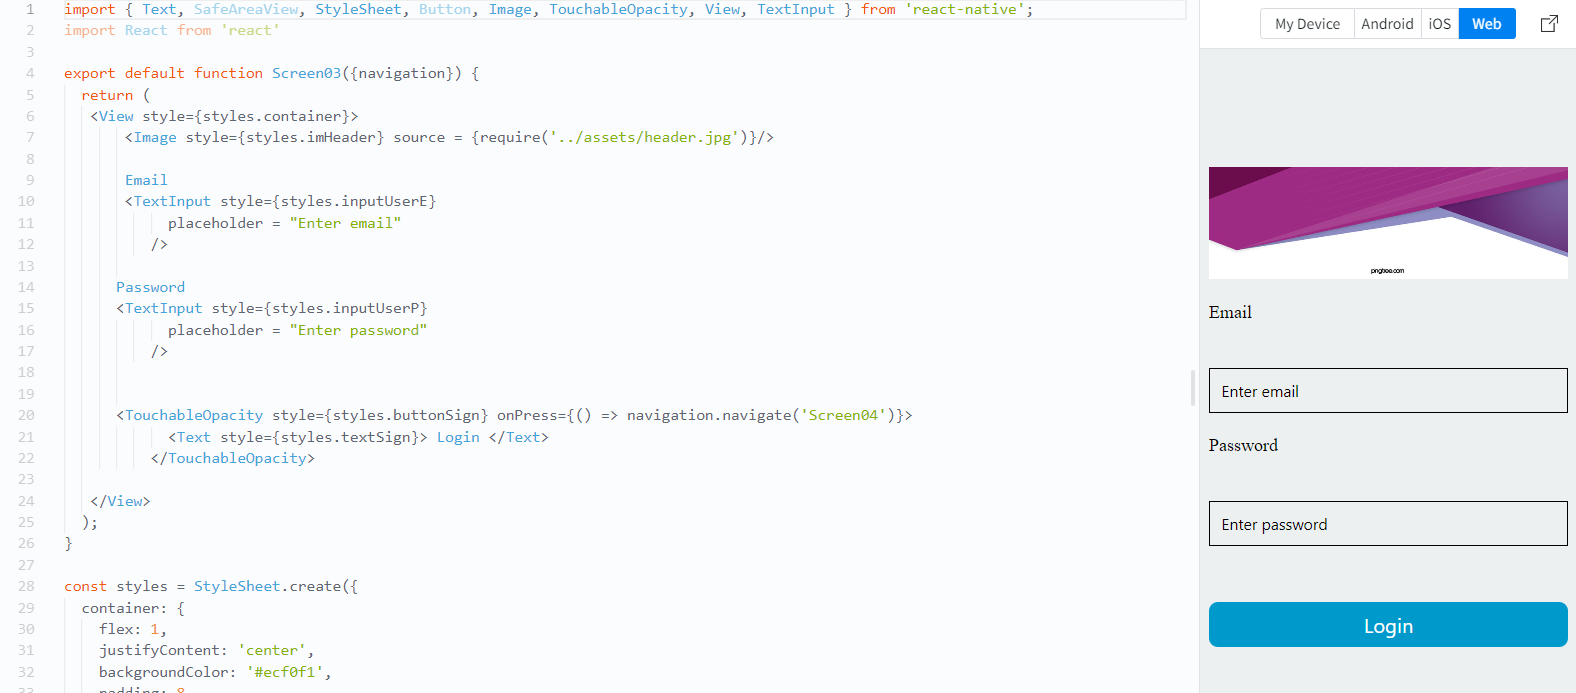 1 import { Text, SafeAreaView, StyleSheet, Button, Image, TouchableOpacity, View, TextInput } from 'react-native';
2 import React from 'react'
3
4 export default function Screen03({navigation}) {
5 return (
6 <View style={styles.container}>
7 <Image style={styles.imHeader} source = {require('../assets/header.jpg')}/>
8
9 Email
10 <TextInput style={styles.inputUserE}
11 placeholder = "Enter email"
12 />
13
14 Password
15 <TextInput style={styles.inputUserP}
16 placeholder = "Enter password"
17 />
18
19
20 <TouchableOpacity style={styles.buttonSign} onPress={() => navigation.navigate('Screen04')}>
21 <Text style={styles.textSign}> Login </Text>
22 </TouchableOpacity>
23
24 </View>
25 );
26 }
27
28 const styles = StyleSheet.create({
29 container: {
30 flex: 1,
31 justifyContent: 'center',
32 backgroundColor: '#ecf0f1',
33 padding: 8
My Device Android iOS Web
pngtree.com
Email
Enter email
Password
Enter password
Login